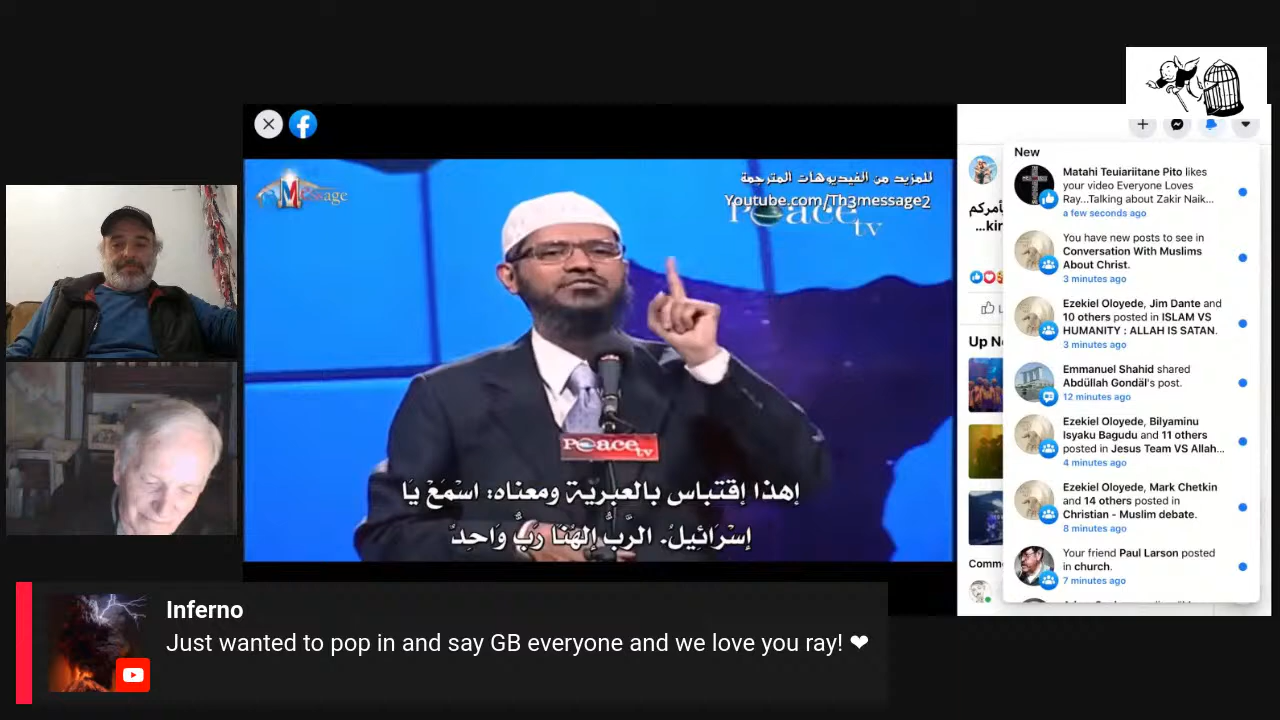 Message
للمزيد من الفيديوهات المترجمة
Youtube.com/Th3message2
Peace
tv
Peace tv
إهذا إقتباس بالعبرية ومعناه: اسْمَعْ يَا
إِسْرَائِيلُ. الرَّبُّ إِلهُنَا رَبٌّ وَاحِدٌ
يأمركم
...kir
Up N
Comm
New
Matahi Teuiariitane Pito likes
your video Everyone Loves
Ray...Talking about Zakir Naik...
a few seconds ago
You have new posts to see in
Conversation With Muslims
About Christ.
3 minutes ago
Ezekiel Oloyede, Jim Dante and
10 others posted in ISLAM VS
HUMANITY : ALLAH IS SATAN.
3 minutes ago
Emmanuel Shahid shared
Abdüllah Gondäl's post.
12 minutes ago
Ezekiel Oloyede, Bilyaminu
Isyaku Bagudu and 11 others
posted in Jesus Team VS Allah...
4 minutes ago
Ezekiel Oloyede, Mark Chetkin
and 14 others posted in
Christian - Muslim debate.
8 minutes ago
Your friend Paul Larson posted
in church.
7 minutes ago
Inferno
Just wanted to pop in and say GB everyone and we love you ray! ❤